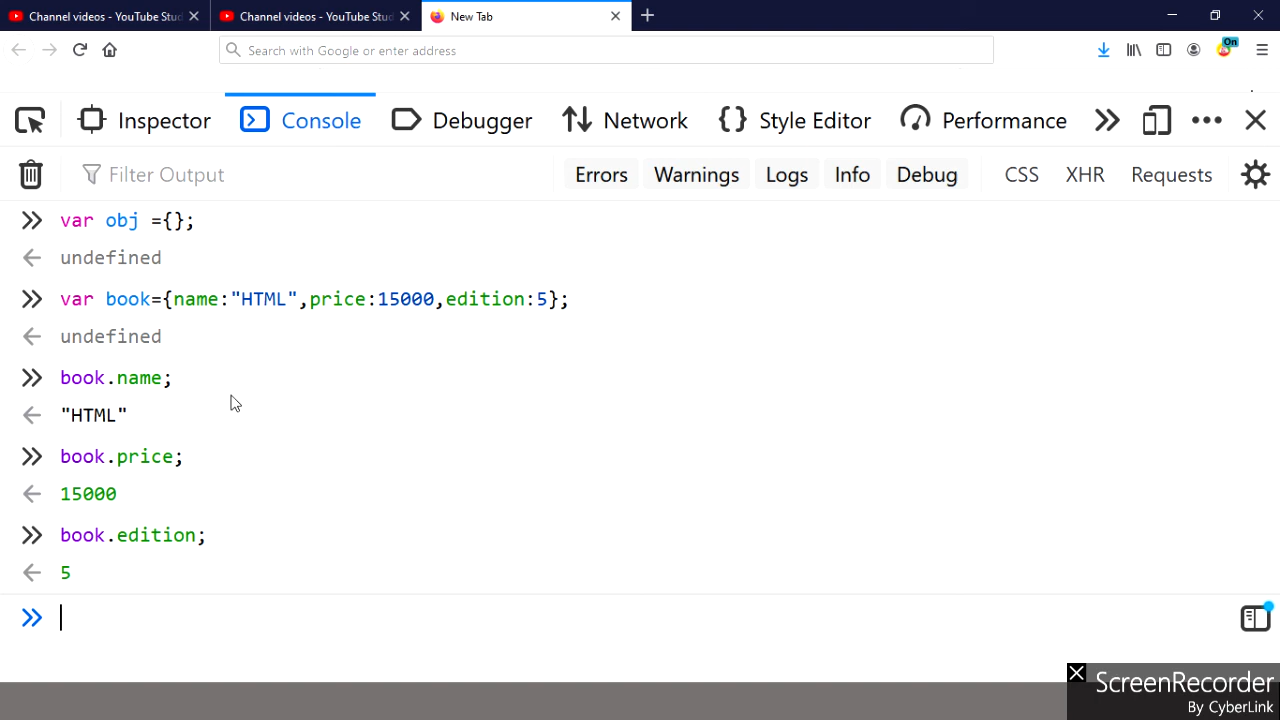 Channel videos - YouTube Stud
Channel videos - YouTube Stud
New Tab
Search with Google or enter address
On
Inspector
Console
Debugger
Network
Style Editor
Performance
Filter Output
Errors
Warnings
Logs
Info
Debug
CSS
XHR
Requests
var obj ={};
undefined
var book={name:"HTML",price:15000,edition:5};
undefined
book.name;
"HTML"
book.price;
15000
book.edition;
5
ScreenRecorder
By CyberLink